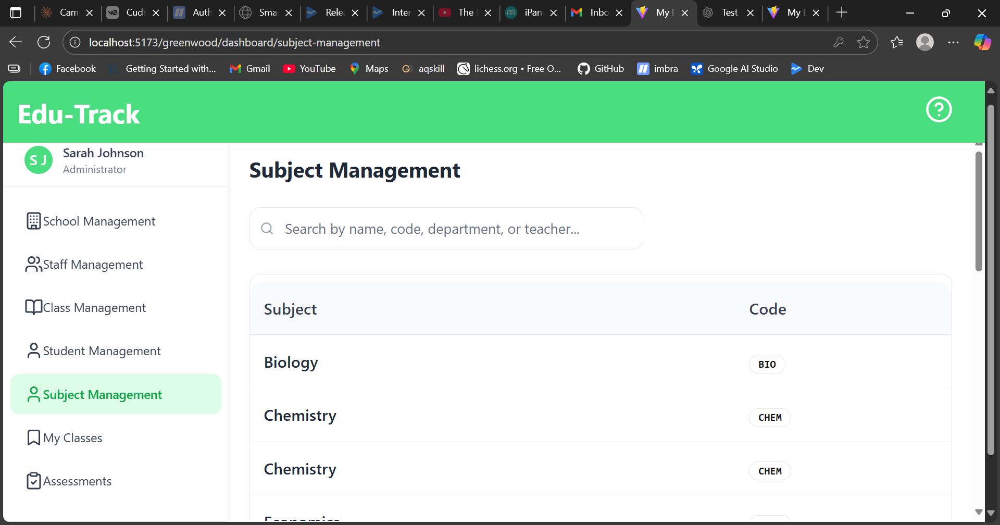 Cam
Cuds
Auth
Sma
Rele
Inter
The
iPan
Inbo
My E
Test
My E
localhost:5173/greenwood/dashboard/subject-management
Facebook
Getting Started with...
Gmail
YouTube
Maps
aqskill
lichess.org • Free O...
GitHub
imbra
Google AI Studio
Dev
Edu-Track
S J
Sarah Johnson
Administrator
School Management
Staff Management
Class Management
Student Management
Subject Management
My Classes
Assessments
Subject Management
Search by name, code, department, or teacher...
Subject Code
Biology BIO
Chemistry CHEM
Chemistry CHEM
Economics